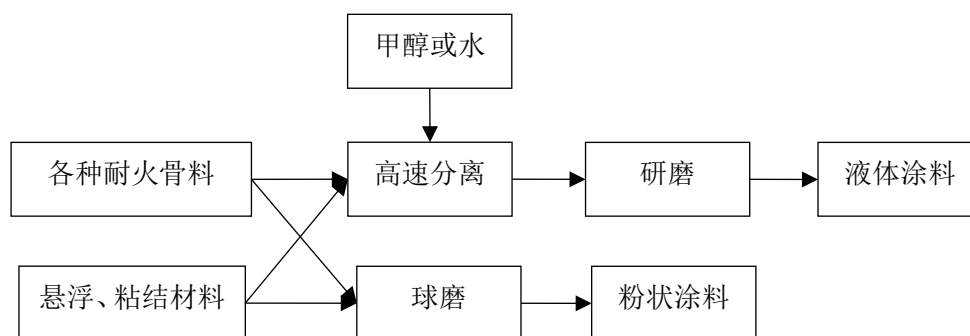 甲醇或水
各种耐火骨料
高速分离
研磨
液体涂料
悬浮、粘结材料
球磨
粉状涂料